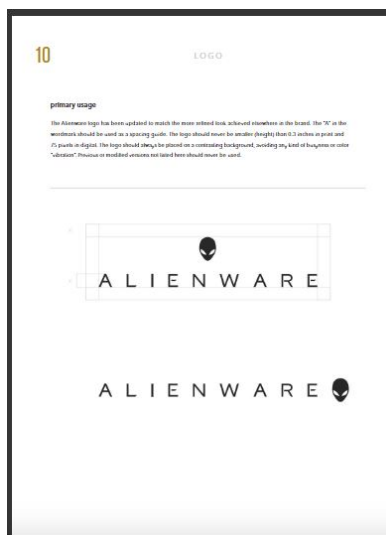 10
LOGO
primary usage
The Alienware logo has been updated to match the more refined look achieved elsewhere in the brand. The "A" in the
wordmark should be used as a spacing guide. The logo should never be smaller (height) than 0.3 inches in print and
75 pixels in digital. The logo should always be placed on a contrasting background, avoiding any kind of busyness or color
"vibration". Previous or modified versions not listed here should never be used.
ALIENWARE
ALIENWARE